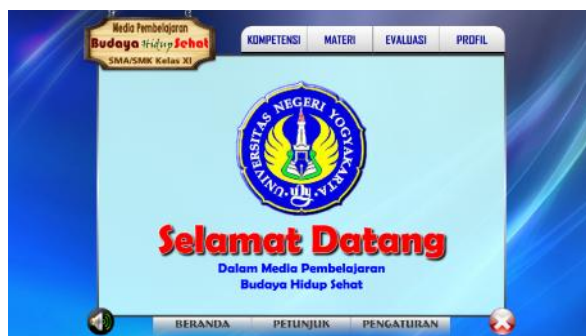 Media Pembelajaran
Budaya Hidup Sehat
SMA/SMK Kelas XI
KOMPETENSI MATERI EVALUASI PROFIL
UNIVERSITAS NEGERI YOGYAKARTA
Selamat Datang
Dalam Media Pembelajaran
Budaya Hidup Sehat
BERANDA PETUNJUK PENGATURAN